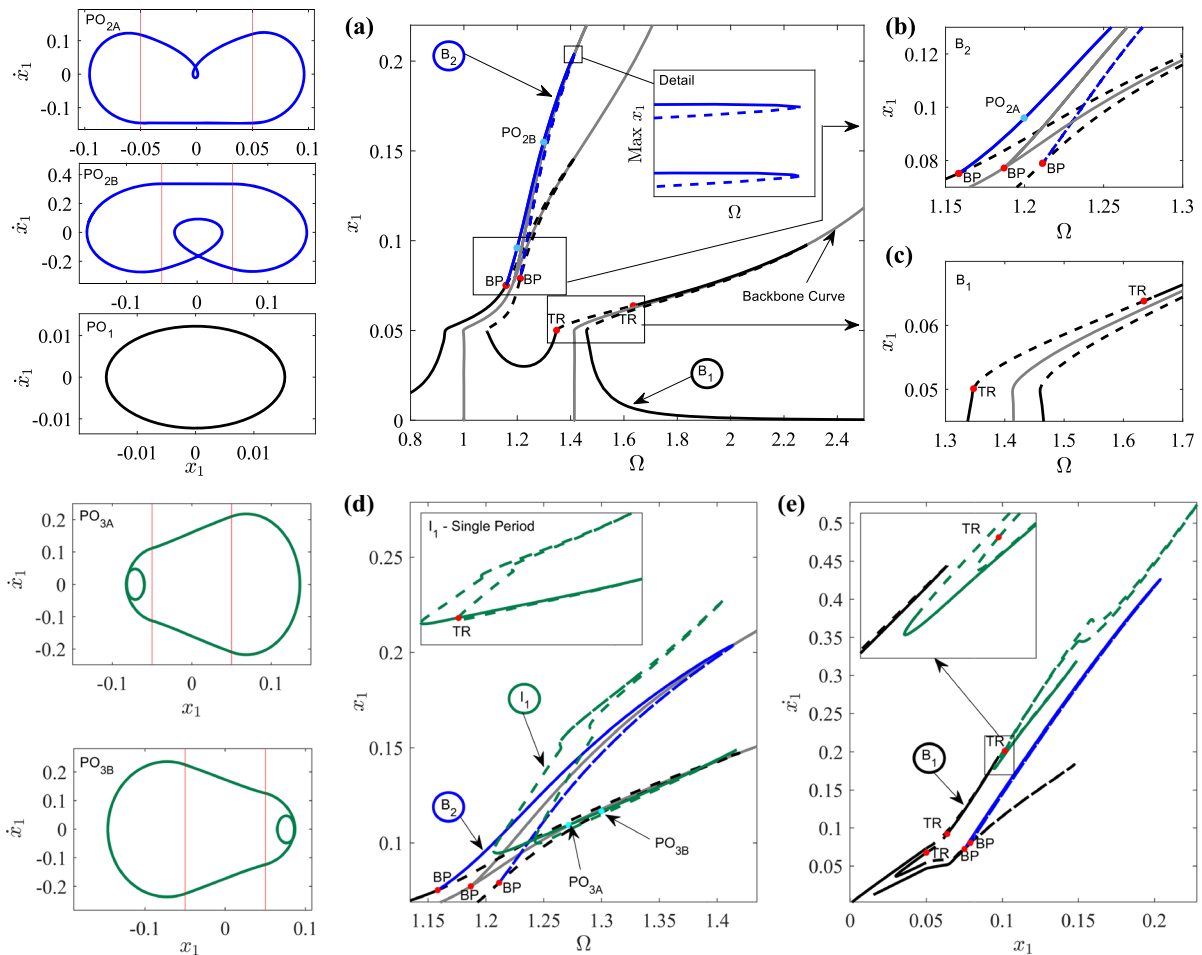 PO2A
ẋ1
0.1
0
-0.1
-0.1 -0.05 0 0.05 0.1
PO2B
ẋ1
0.4
0.2
0
-0.2
-0.1 -0.05 0 0.05 0.1
PO1
ẋ1
0.01
0
-0.01
-0.01 0 0.01
x1
(a)
x1
0.2
0.15
0.1
0.05
0
0.8 1 1.2 1.4 1.6 1.8 2 2.2 2.4
Ω
B2
PO2B
Detail
Max x1
Ω
BP
BP
TR
TR
Backbone Curve
B1
(b)
B2
x1
0.12
0.1
0.08
PO2A
BP
BP
BP
1.15 1.2 1.25 1.3
Ω
(c)
B1
x1
0.06
0.05
TR
TR
1.3 1.4 1.5 1.6 1.7
Ω
PO3A
ẋ1
0.2
0.1
0
-0.1
-0.2
-0.1 0 0.1
x1
PO3B
ẋ1
0.2
0.1
0
-0.1
-0.2
-0.1 0 0.1
x1
(d)
I1 - Single Period
TR
x1
0.25
0.2
0.15
0.1
I1
B2
BP
BP
BP
PO3B
PO3A
1.15 1.2 1.25 1.3 1.35 1.4
Ω
(e)
TR
ẋ1
0.5
0.45
0.4
0.35
0.3
0.25
0.2
0.15
0.1
0.05
TR
B1
TR
TR
BP
BP
0 0.05 0.1 0.15 0.2
x1